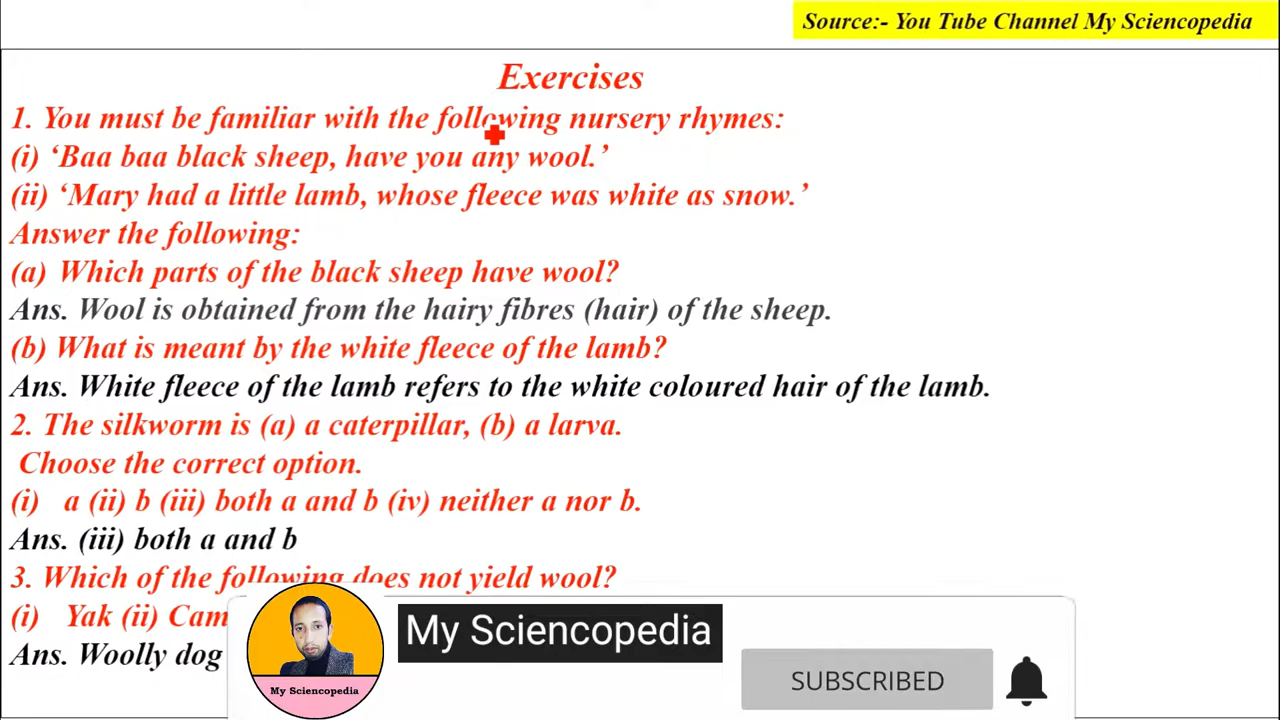 Source:- You Tube Channel My Sciencopedia
Exercises
1. You must be familiar with the following nursery rhymes:
(i) ‘Baa baa black sheep, have you any wool.’
(ii) ‘Mary had a little lamb, whose fleece was white as snow.’
Answer the following:
(a) Which parts of the black sheep have wool?
Ans. Wool is obtained from the hairy fibres (hair) of the sheep.
(b) What is meant by the white fleece of the lamb?
Ans. White fleece of the lamb refers to the white coloured hair of the lamb.
2. The silkworm is (a) a caterpillar, (b) a larva.
Choose the correct option.
(i) a (ii) b (iii) both a and b (iv) neither a nor b.
Ans. (iii) both a and b
3. Which of the following does not yield wool?
(i) Yak (ii) Cam
Ans. Woolly dog
My Sciencopedia
My Sciencopedia
SUBSCRIBED